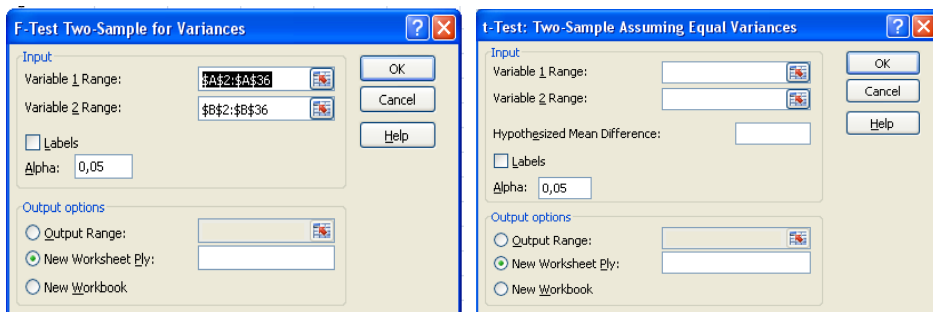 F-Test Two-Sample for Variances
Input
Variable 1 Range: $A$2:$A$36
Variable 2 Range: $B$2:$B$36
Labels
Alpha: 0,05
Output options
Output Range:
New Worksheet Ply:
New Workbook
OK
Cancel
Help
t-Test: Two-Sample Assuming Equal Variances
Input
Variable 1 Range:
Variable 2 Range:
Hypothesized Mean Difference:
Labels
Alpha: 0,05
Output options
Output Range:
New Worksheet Ply:
New Workbook
OK
Cancel
Help